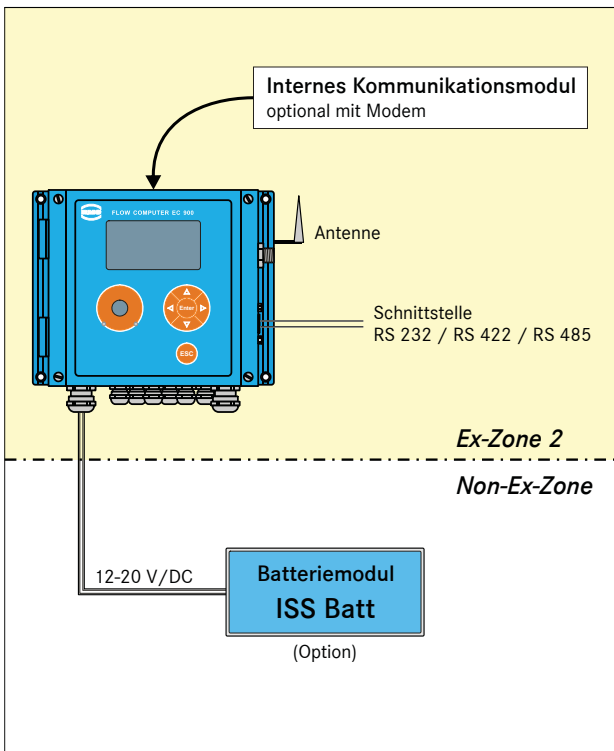 Internes Kommunikationsmodul
optional mit Modem
FLOW COMPUTER EC 900
Antenne
Enter
Schnittstelle
RS 232 / RS 422 / RS 485
ESC
Ex-Zone 2
Non-Ex-Zone
12-20 V/DC
Batteriemodul
ISS Batt
(Option)